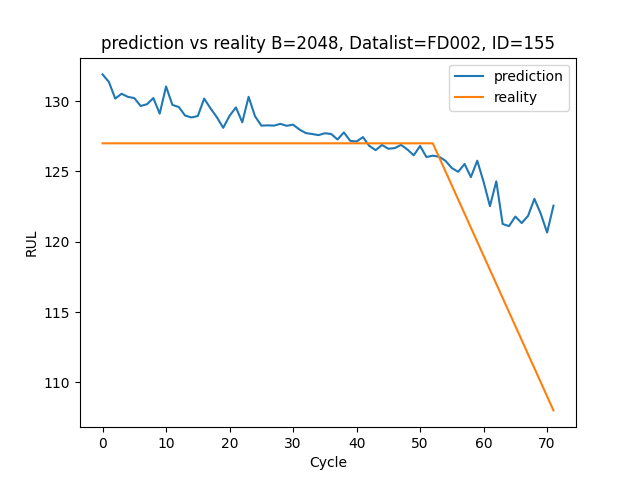 prediction vs reality B=2048, Datalist=FD002, ID=155
prediction
reality
RUL
130
125
120
115
110
0 10 20 30 40 50 60 70
Cycle